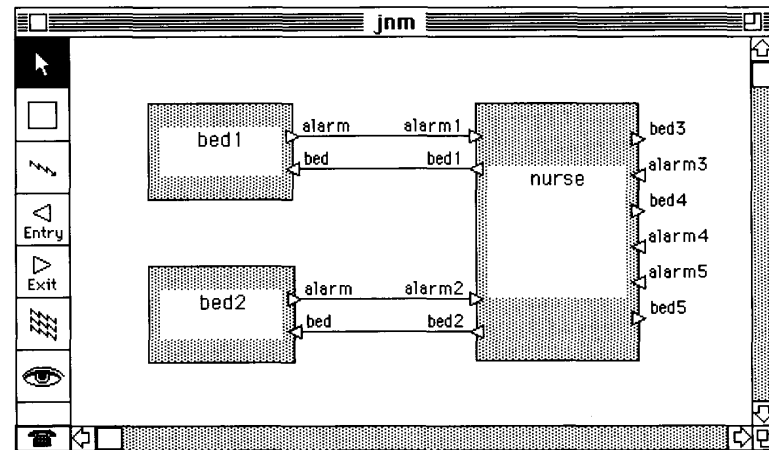 jnm
Entry
Exit
bed1
alarm
bed
alarm1
bed1
bed2
alarm
bed
alarm2
bed2
nurse
bed3
alarm3
bed4
alarm4
alarm5
bed5